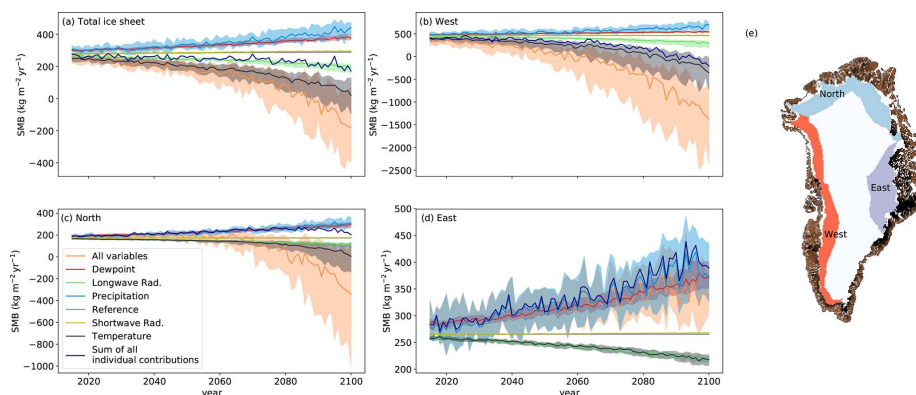 (a) Total ice sheet
400
200
0
−200
−400
SMB (kg m−2 yr−1)
(b) West
1000
500
0
−500
−1000
−1500
−2000
−2500
SMB (kg m−2 yr−1)
(c) North
400
200
0
−200
−400
−600
−800
−1000
SMB (kg m−2 yr−1)
All variables
Dewpoint
Longwave Rad.
Precipitation
Reference
Shortwave Rad.
Temperature
Sum of all
individual contributions
2020 2040 2060 2080 2100
year
(d) East
500
450
400
350
300
250
200
SMB (kg m−2 yr−1)
2020 2040 2060 2080 2100
year
(e)
North
East
West